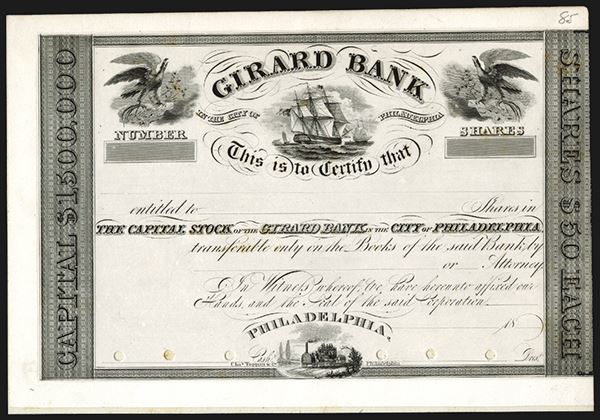 85
CAPITAL $1,500,000
GIRARD BANK
IN THE CITY OF PHILADELPHIA
NUMBER
SHARES
This is to Certify that
entitled to Shares in
THE CAPITAL STOCK OF THE GIRARD BANK IN THE CITY OF PHILADELPHIA
transferable only on the Books of the said Bank, by
or Attorney
In Witness whereof We, have hereunto affixed our
Hands, and the Seal of the said Corporation
PHILADELPHIA, 18
Cash. Pres.
Philadelphia.
SHARES $50 EACH